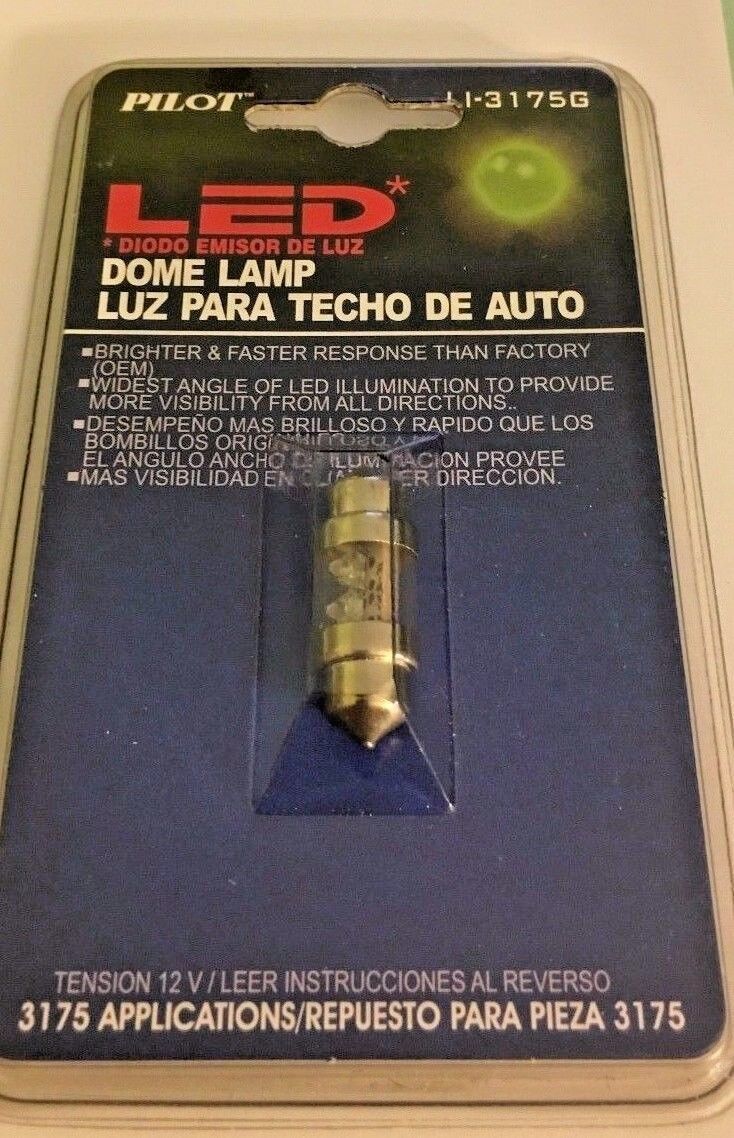 PILOT™
LI-3175G
LED*
* DIODO EMISOR DE LUZ
DOME LAMP
LUZ PARA TECHO DE AUTO
▪BRIGHTER & FASTER RESPONSE THAN FACTORY
(OEM)
▪WIDEST ANGLE OF LED ILLUMINATION TO PROVIDE
MORE VISIBILITY FROM ALL DIRECTIONS..
▪DESEMPEÑO MAS BRILLOSO Y RAPIDO QUE LOS
BOMBILLOS
EL ANGULO ANCHO DE ILUMINACION PROVEE
▪MAS VISIBILIDAD EN DIRECCION.
TENSION 12 V / LEER INSTRUCCIONES AL REVERSO
3175 APPLICATIONS/REPUESTO PARA PIEZA 3175